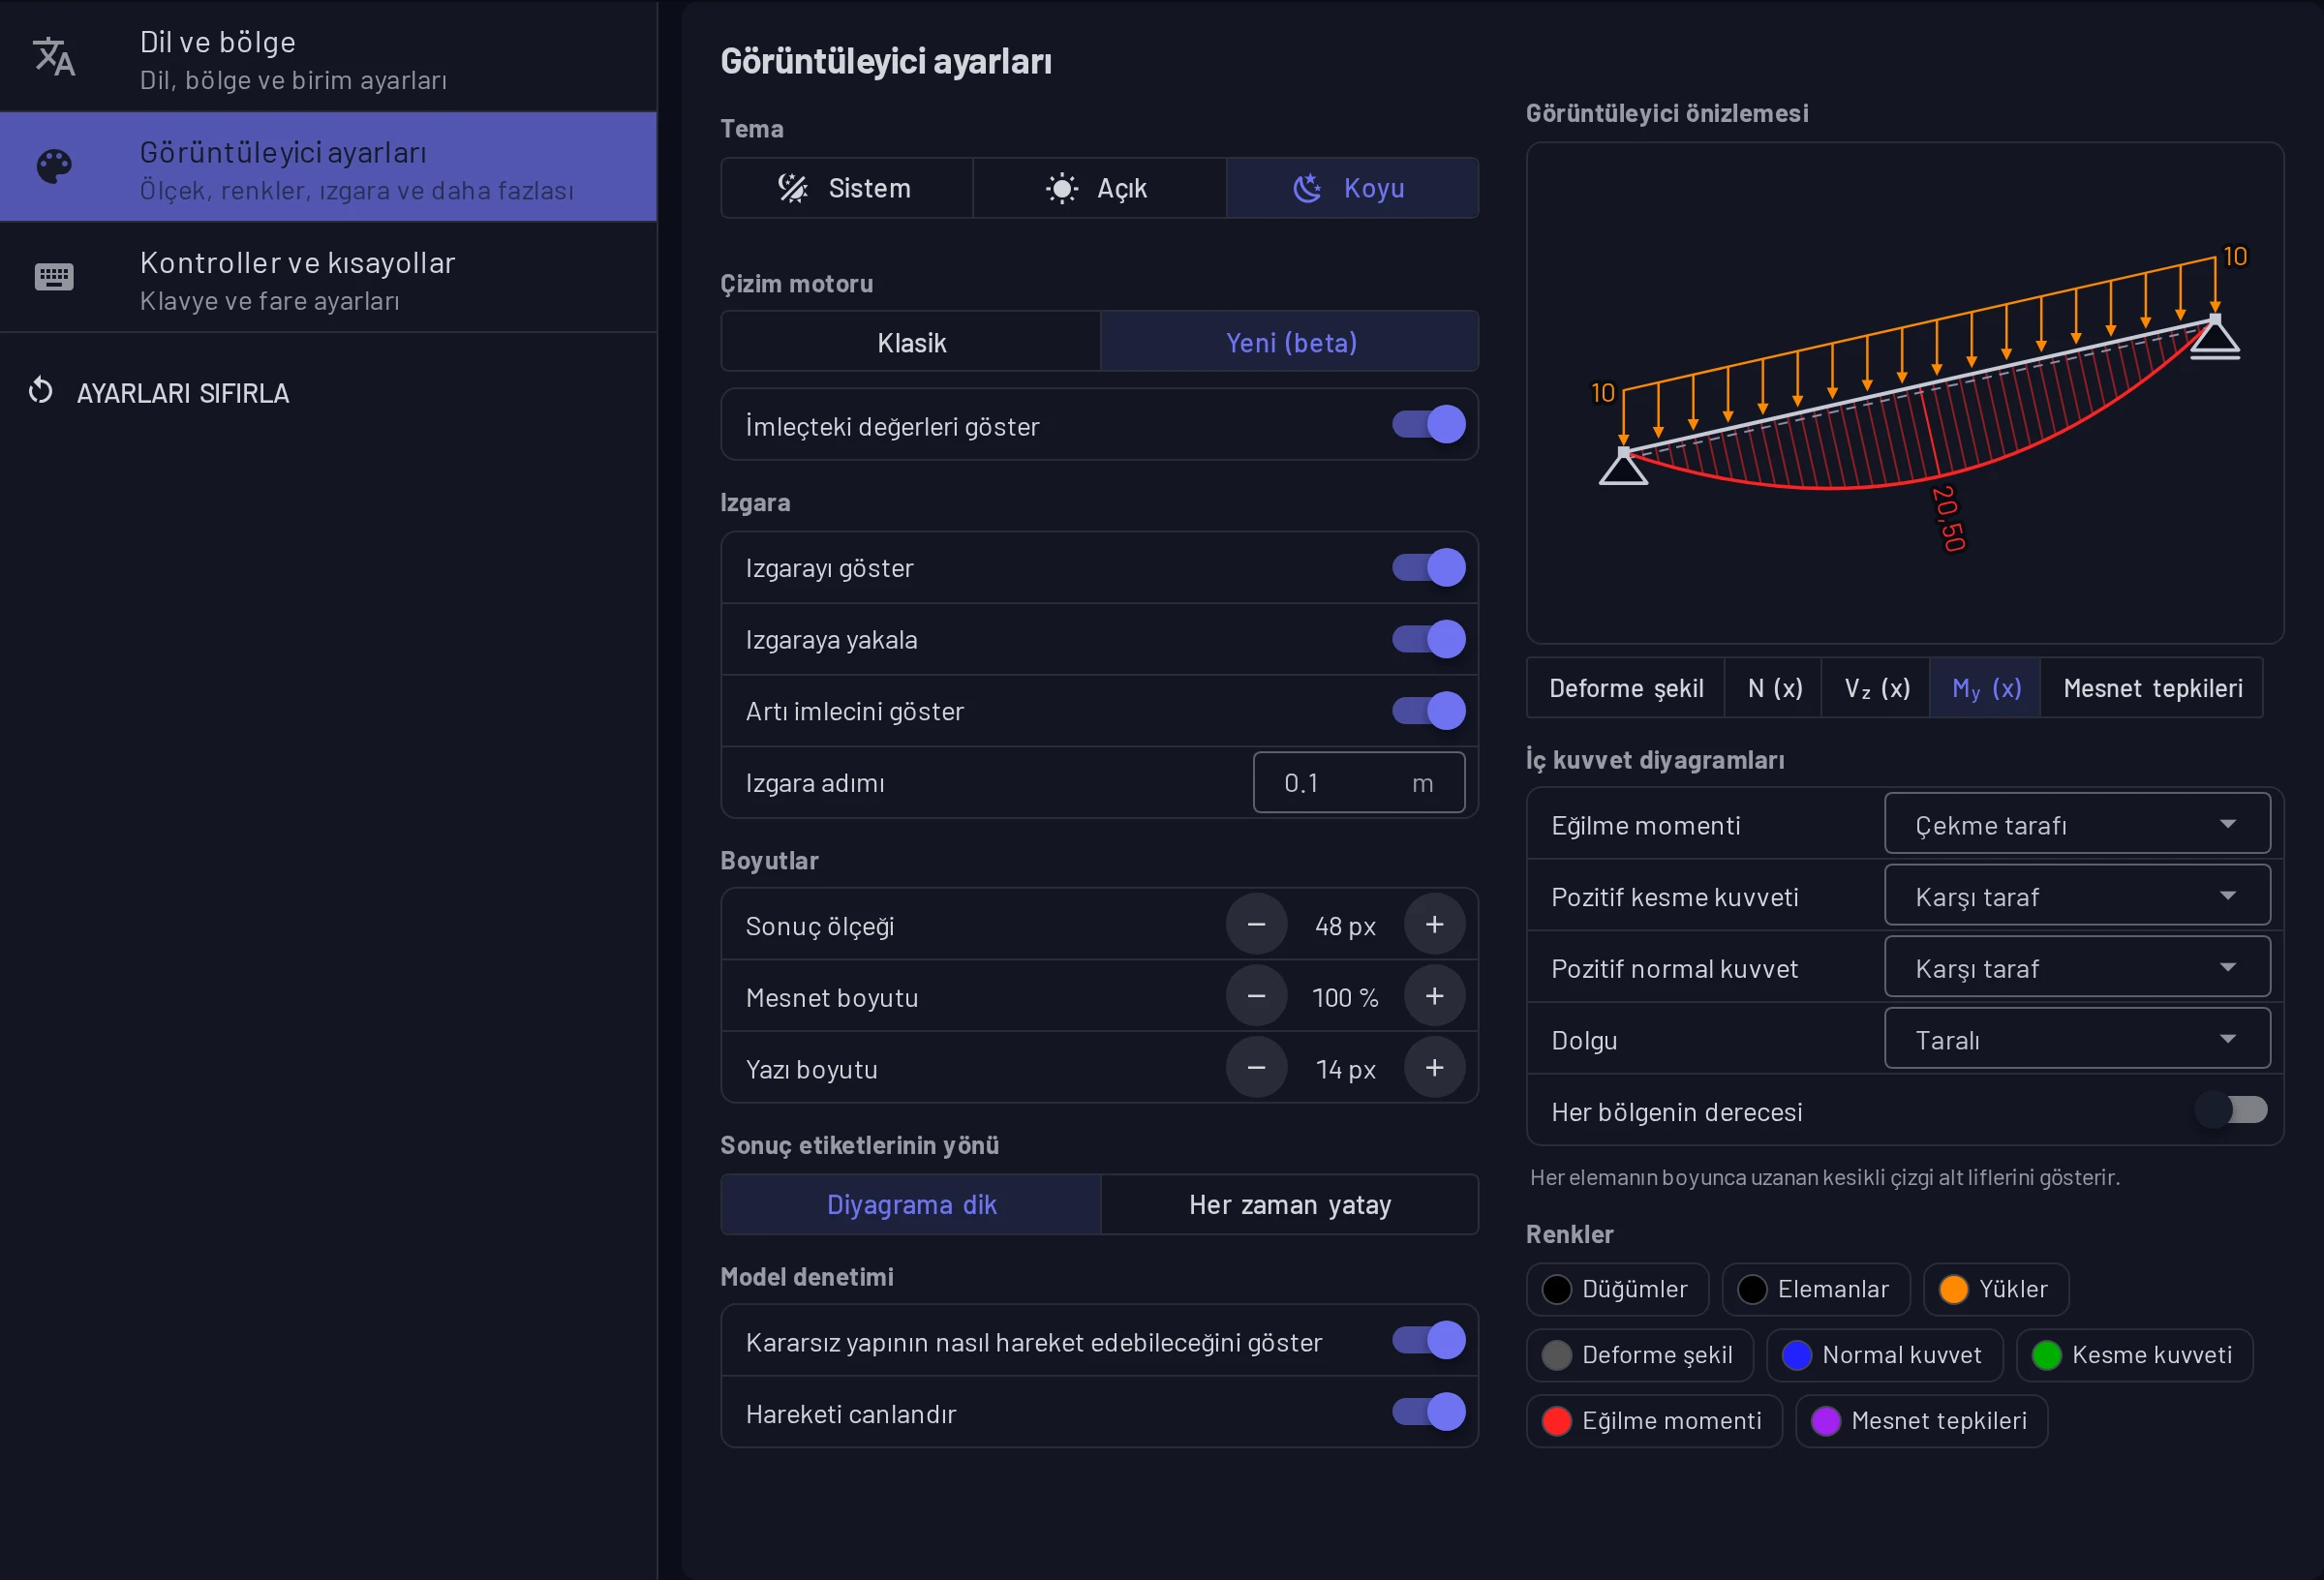 Dil ve bölge
Dil, bölge ve birim ayarları
Görüntüleyici ayarları
Ölçek, renkler, ızgara ve daha fazlası
Kontroller ve kısayollar
Klavye ve fare ayarları
AYARLARI SIFIRLA
Görüntüleyici ayarları
Tema
Sistem
Açık
Koyu
Çizim motoru
Klasik
Yeni (beta)
İmleçteki değerleri göster
Izgara
Izgarayı göster
Izgaraya yakala
Artı imlecini göster
Izgara adımı
0.1 m
Boyutlar
Sonuç ölçeği
48 px
Mesnet boyutu
100 %
Yazı boyutu
14 px
Sonuç etiketlerinin yönü
Diyagrama dik
Her zaman yatay
Model denetimi
Kararsız yapının nasıl hareket edebileceğini göster
Hareketi canlandır
Görüntüleyici önizlemesi
10
10
20,50
Deforme şekil
N (x)
Vz (x)
My (x)
Mesnet tepkileri
İç kuvvet diyagramları
Eğilme momenti
Çekme tarafı
Pozitif kesme kuvveti
Karşı taraf
Pozitif normal kuvvet
Karşı taraf
Dolgu
Taralı
Her bölgenin derecesi
Her elemanın boyunca uzanan kesikli çizgi alt liflerini gösterir.
Renkler
Düğümler
Elemanlar
Yükler
Deforme şekil
Normal kuvvet
Kesme kuvveti
Eğilme momenti
Mesnet tepkileri